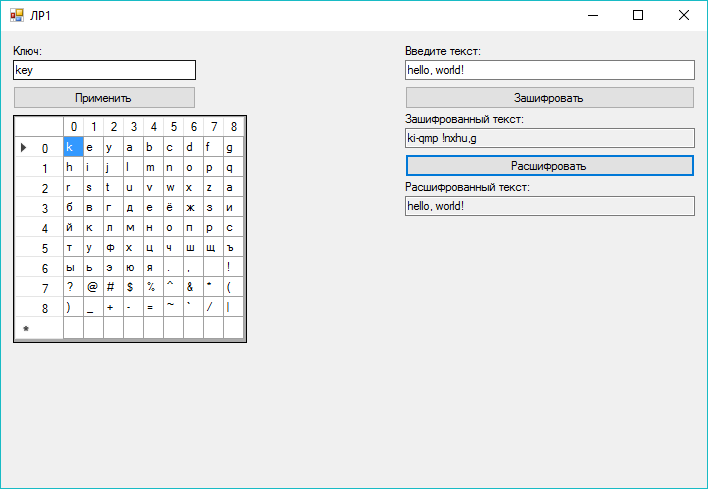 ЛР1
Ключ:
key
Применить
0 1 2 3 4 5 6 7 8
0 k e y a b c d f g
1 h i j l m n o p q
2 r s t u v w x z а
3 б в г д е ё ж з и
4 й к л м н о п р с
5 т у ф х ц ч ш щ ъ
6 ы ь э ю я . , !
7 ? @ # $ % ^ & * (
8 ) _ + - = ~ ` / |
*
Введите текст:
hello, world!
Зашифровать
Зашифрованный текст:
ki-qmp !nxhu,g
Расшифровать
Расшифрованный текст:
hello, world!